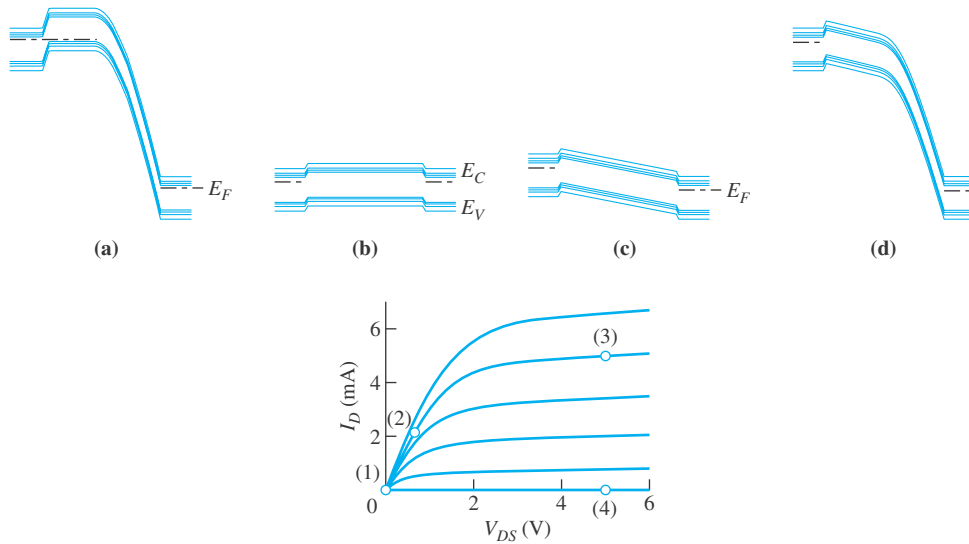 E_C
E_F
E_V
E_F
(a)
(b)
(c)
(d)
6
(3)
4
(2)
2
(1)
0
2
4
(4)
6
I_D (mA)
V_DS (V)